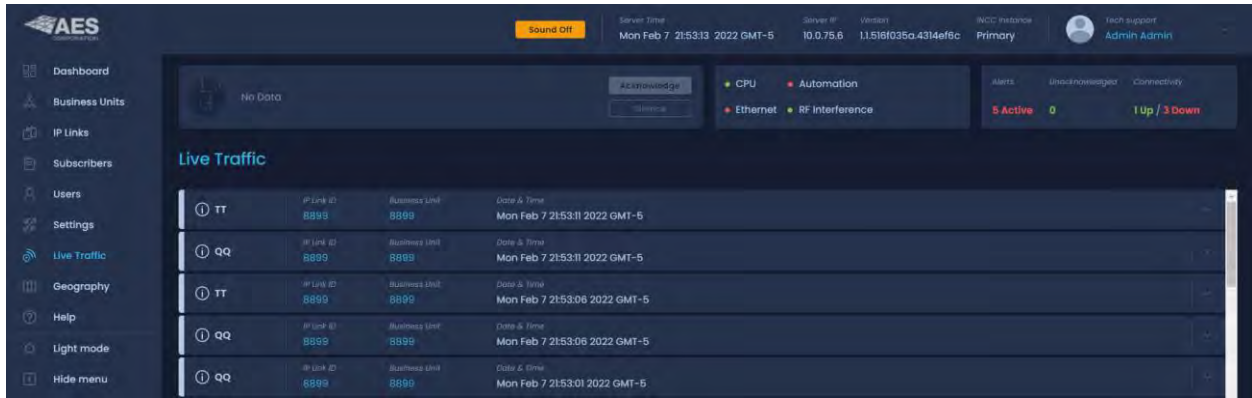 AES
CORPORATION
Sound Off
Server Time
Mon Feb 7 21:53:13 2022 GMT-5
Server IP
10.0.75.6
Version
1.1.516f035a.4314ef6c
INCC Instance
Primary
Tech support
Admin Admin
Dashboard
Business Units
IP Links
Subscribers
Users
Settings
Live Traffic
Geography
Help
Light mode
Hide menu
No Data
Acknowledge
Silence
CPU
Automation
Ethernet
RF Interference
Alerts
5 Active
Unacknowledged
0
Connectivity
1 Up / 3 Down
Live Traffic
TT
IP Link ID
8899
Business Unit
8899
Date & Time
Mon Feb 7 21:53:11 2022 GMT-5
QQ
IP Link ID
8899
Business Unit
8899
Date & Time
Mon Feb 7 21:53:11 2022 GMT-5
TT
IP Link ID
8899
Business Unit
8899
Date & Time
Mon Feb 7 21:53:06 2022 GMT-5
QQ
IP Link ID
8899
Business Unit
8899
Date & Time
Mon Feb 7 21:53:06 2022 GMT-5
QQ
IP Link ID
8899
Business Unit
8899
Date & Time
Mon Feb 7 21:53:01 2022 GMT-5